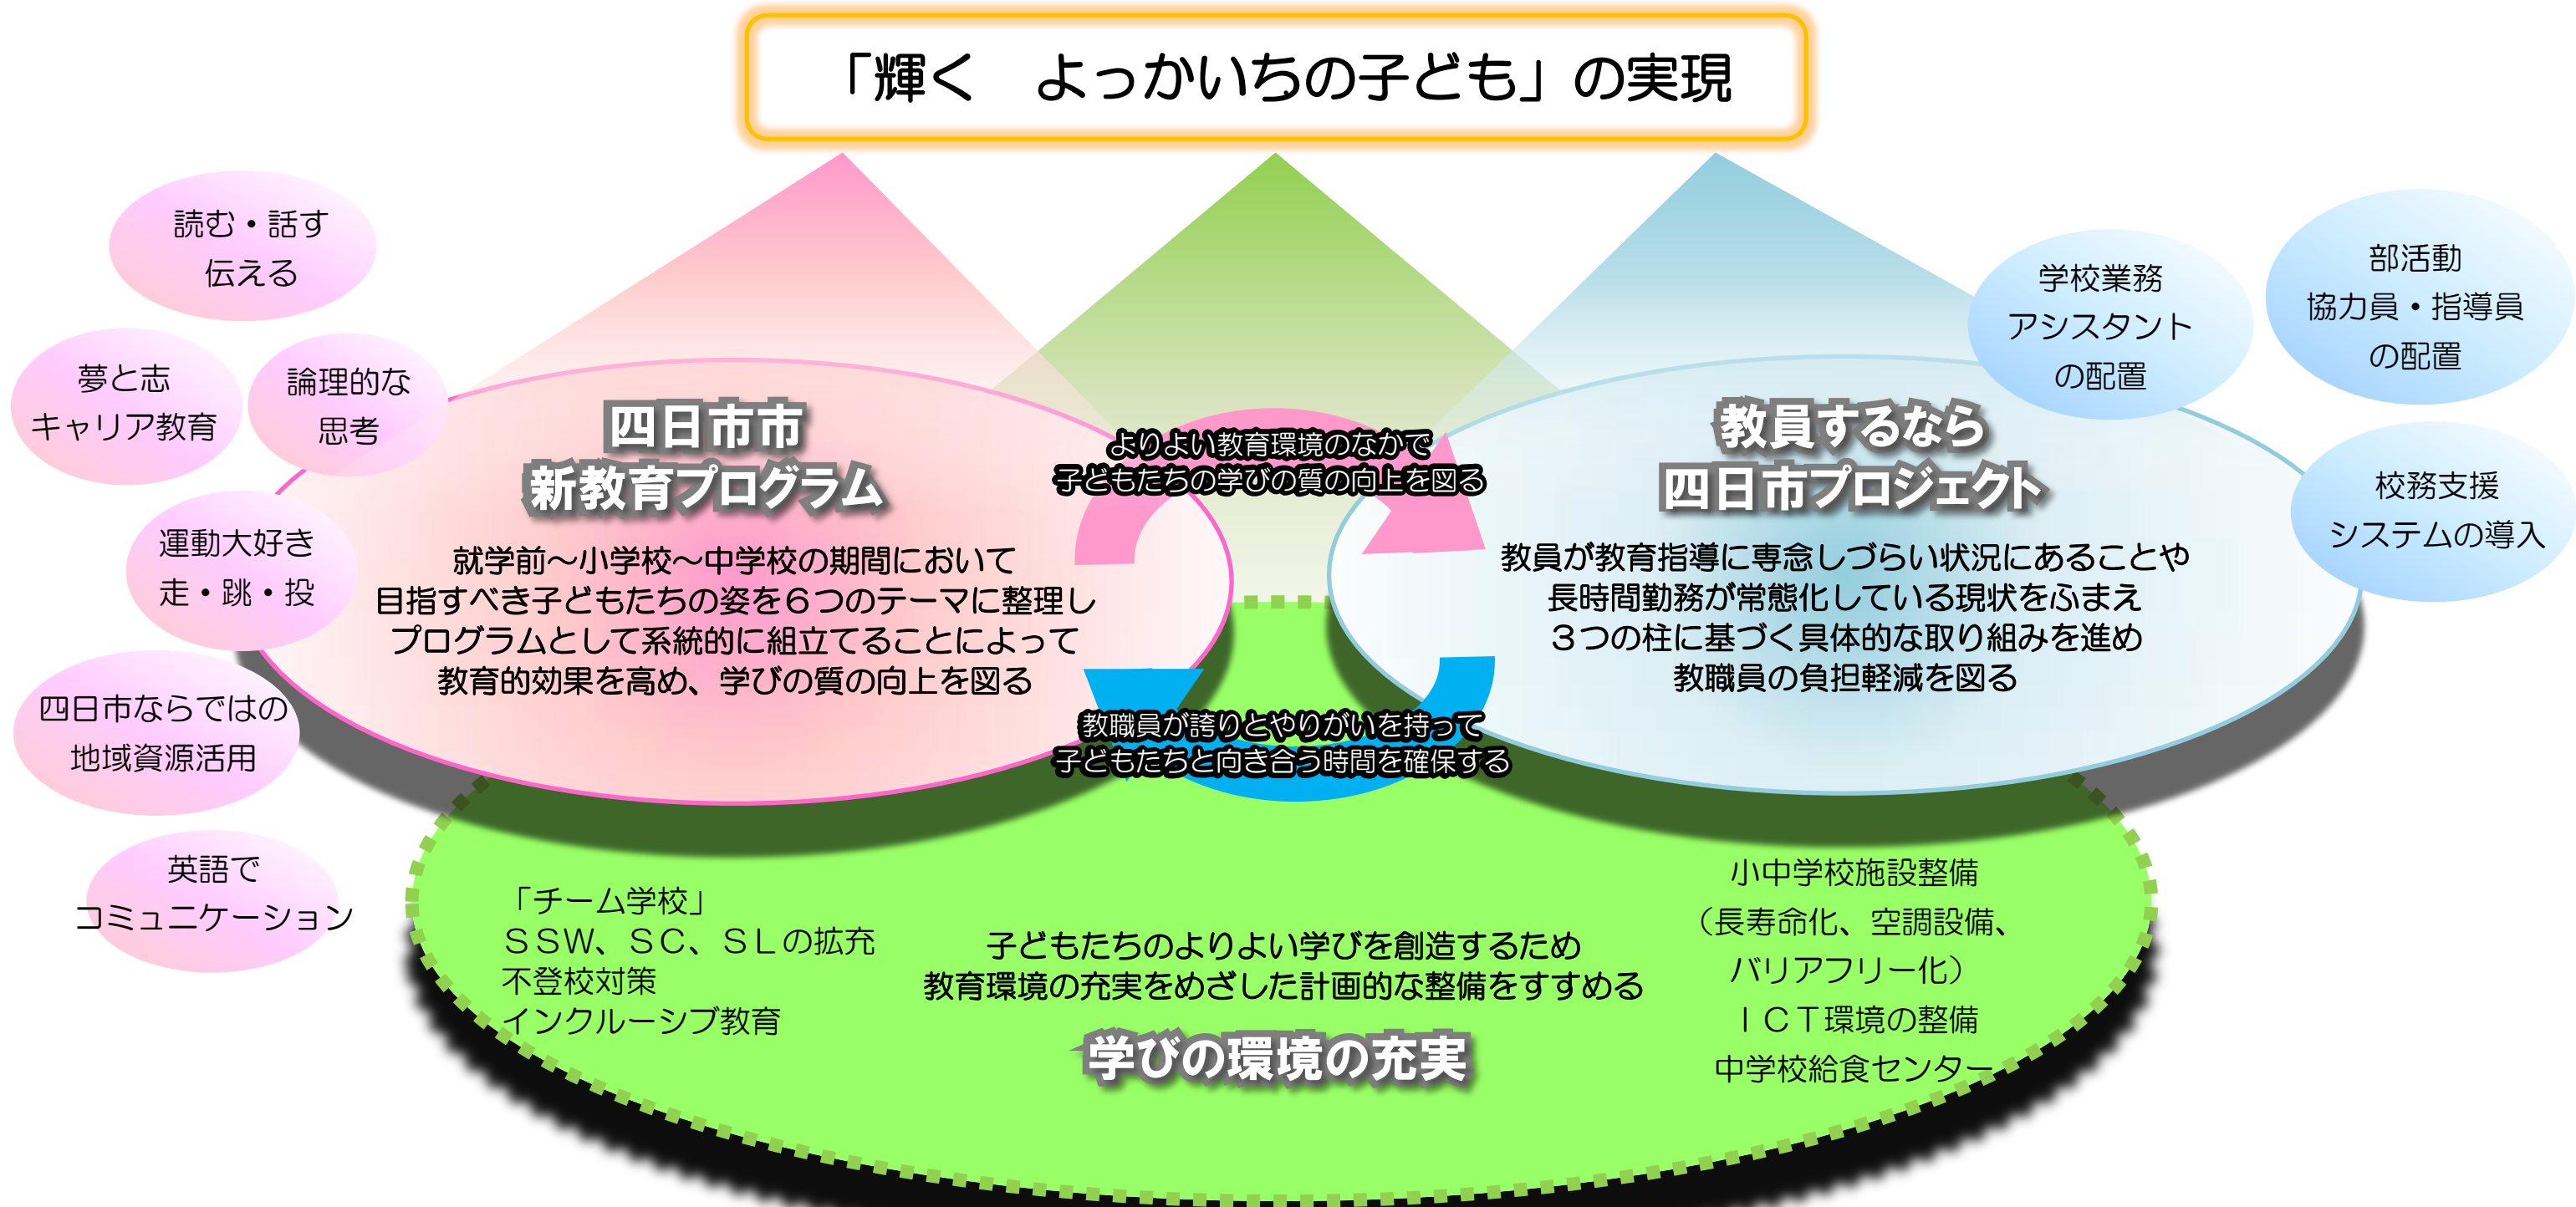 「輝く　よっかいちの子ども」の実現
読む・話す
伝える
夢と志
キャリア教育
論理的な
思考
運動大好き
走・跳・投
四日市ならではの
地域資源活用
英語で
コミュニケーション
四日市市
新教育プログラム
就学前～小学校～中学校の期間において
目指すべき子どもたちの姿を６つのテーマに整理し
プログラムとして系統的に組立てることによって
教育的効果を高め、学びの質の向上を図る
よりよい教育環境のなかで
子どもたちの学びの質の向上を図る
教職員が誇りとやりがいを持って
子どもたちと向き合う時間を確保する
教員するなら
四日市プロジェクト
教員が教育指導に専念しづらい状況にあることや
長時間勤務が常態化している現状をふまえ
３つの柱に基づく具体的な取り組みを進め
教職員の負担軽減を図る
学校業務
アシスタント
の配置
部活動
協力員・指導員
の配置
校務支援
システムの導入
「チーム学校」
ＳＳＷ、ＳＣ、ＳＬの拡充
不登校対策
インクルーシブ教育
子どもたちのよりよい学びを創造するため
教育環境の充実をめざした計画的な整備をすすめる
学びの環境の充実
小中学校施設整備
（長寿命化、空調設備、
バリアフリー化）
ＩＣＴ環境の整備
中学校給食センター